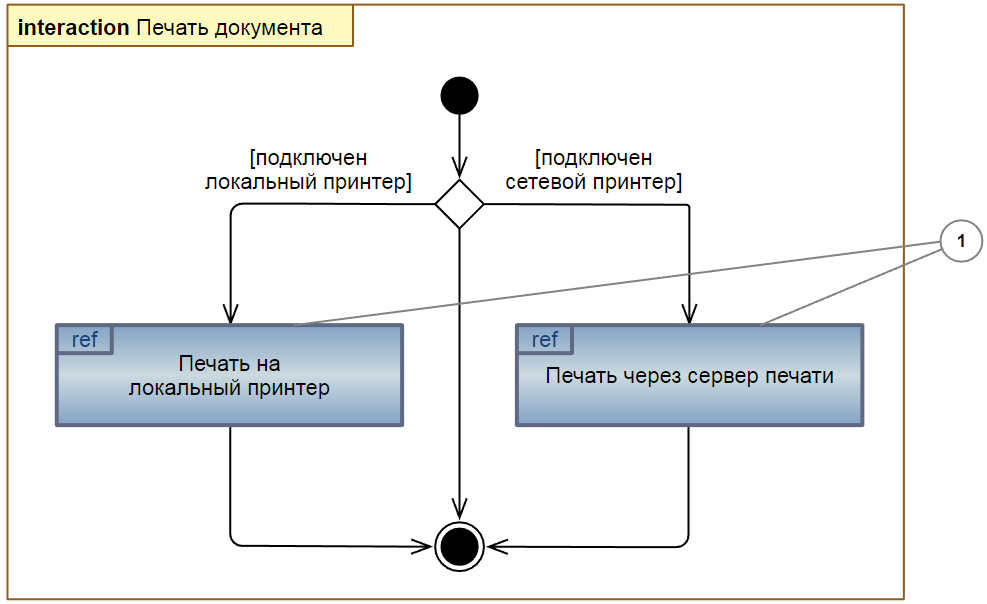 interaction Печать документа
[подключен
локальный принтер]
[подключен
сетевой принтер]
1
ref
Печать на
локальный принтер
ref
Печать через сервер печати